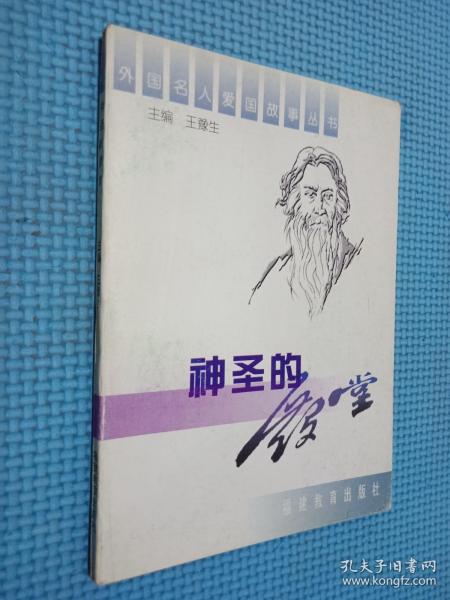 外国名人爱国故事丛书
主编 王豫生
神圣的
殿堂
福建教育出版社
孔夫子旧书网
www.kongfz.com